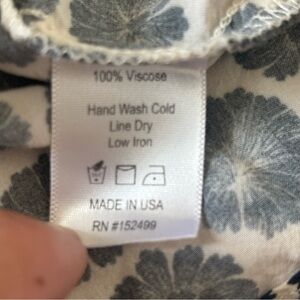 100% Viscose
Hand Wash Cold
Line Dry
Low Iron
MADE IN USA
RN #152499